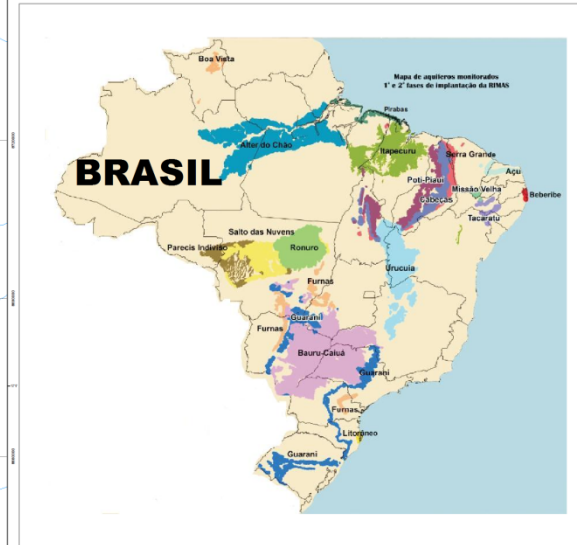 Boa Vista
Mapa de aquíferos monitorados
1ª e 2ª fases de implantação da RIMAS
Pirabas
Alter do Chão
Itapecuru
Serra Grande
BRASIL
Açu
Poti-Piauí
Missão Velha
Cabeças
Beberibe
Tacaratú
Salto das Nuvens
Parecis Indiviso
Ronuro
Urucuia
Furnas
Guarani
Furnas
Bauru-Caiuá
Guarani
Furnas
Litorâneo
Guarani